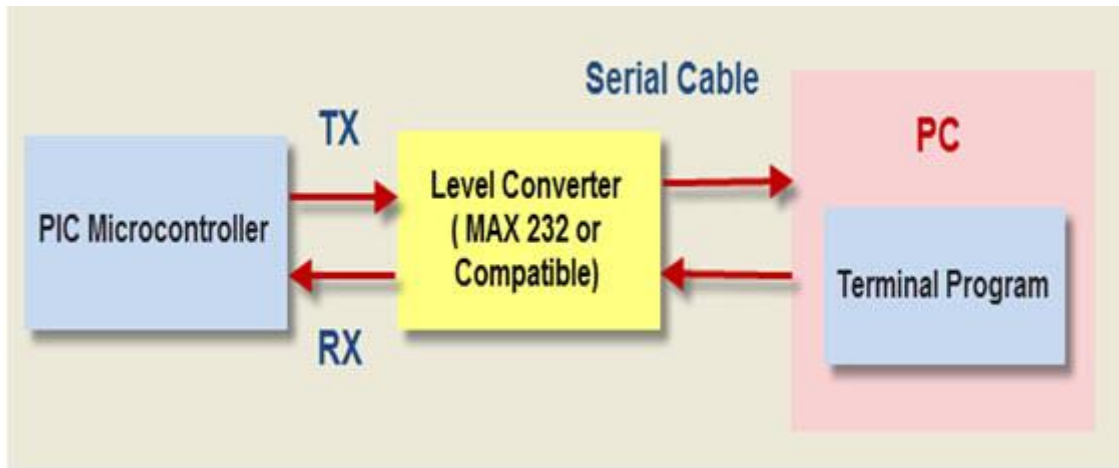 Serial Cable
TX
PC
PIC Microcontroller
Level Converter
( MAX 232 or
Compatible)
Terminal Program
RX